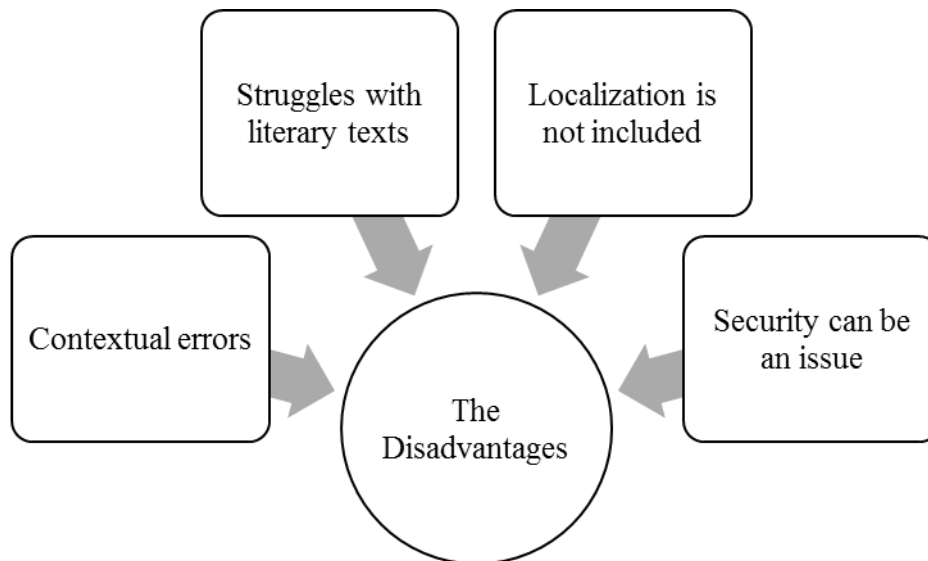 Struggles with
literary texts
Localization is
not included
Contextual errors
Security can be
an issue
The
Disadvantages